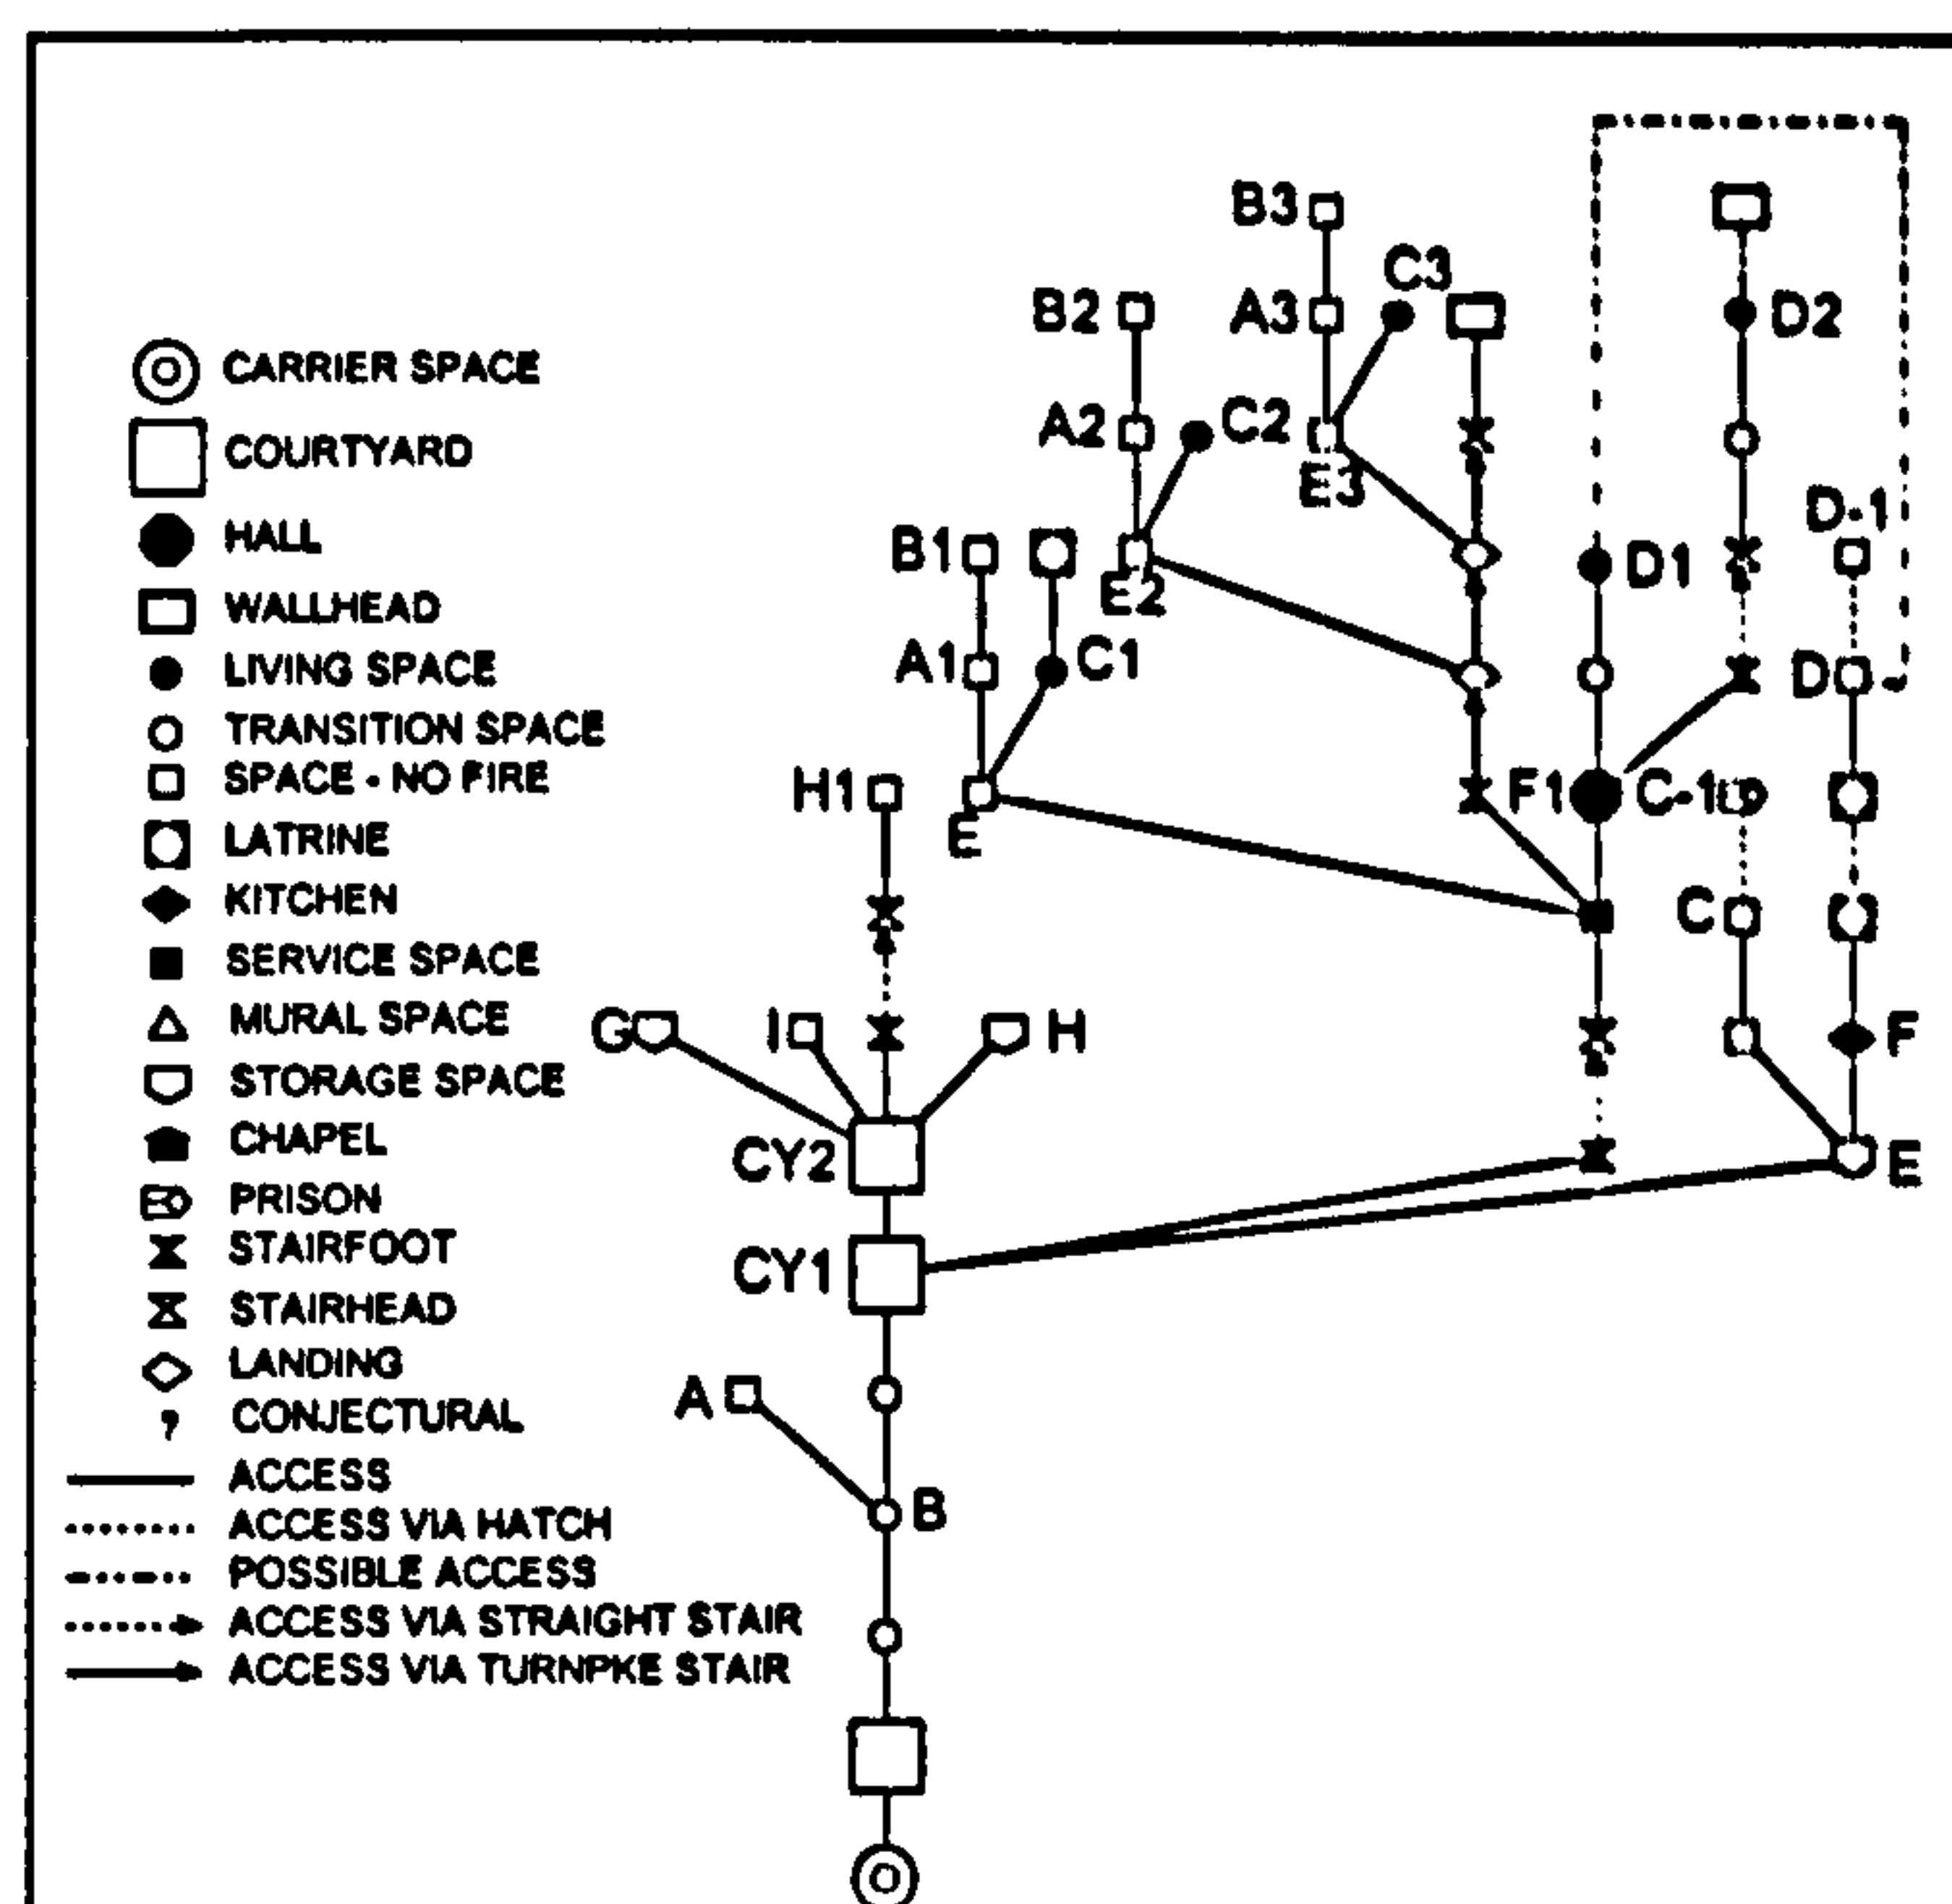 CARRIER SPACE
COURTYARD
HALL
WALLHEAD
LIVING SPACE
TRANSITION SPACE
SPACE - NO FIRE
LATRINE
KITCHEN
SERVICE SPACE
MURAL SPACE
STORAGE SPACE
CHAPEL
PRISON
STAIRFOOT
STAIRHEAD
LANDING
CONJECTURAL
ACCESS
ACCESS VIA HATCH
POSSIBLE ACCESS
ACCESS VIA STRAIGHT STAIR
ACCESS VIA TURNPKE STAIR
B3
C3
B2
A3
D2
A2
C2
E3
D-1
B1
E2
D1
A1
C1
D
H1
E
F1
C-1
C
G
I
H
F
CY2
E
CY1
A
B